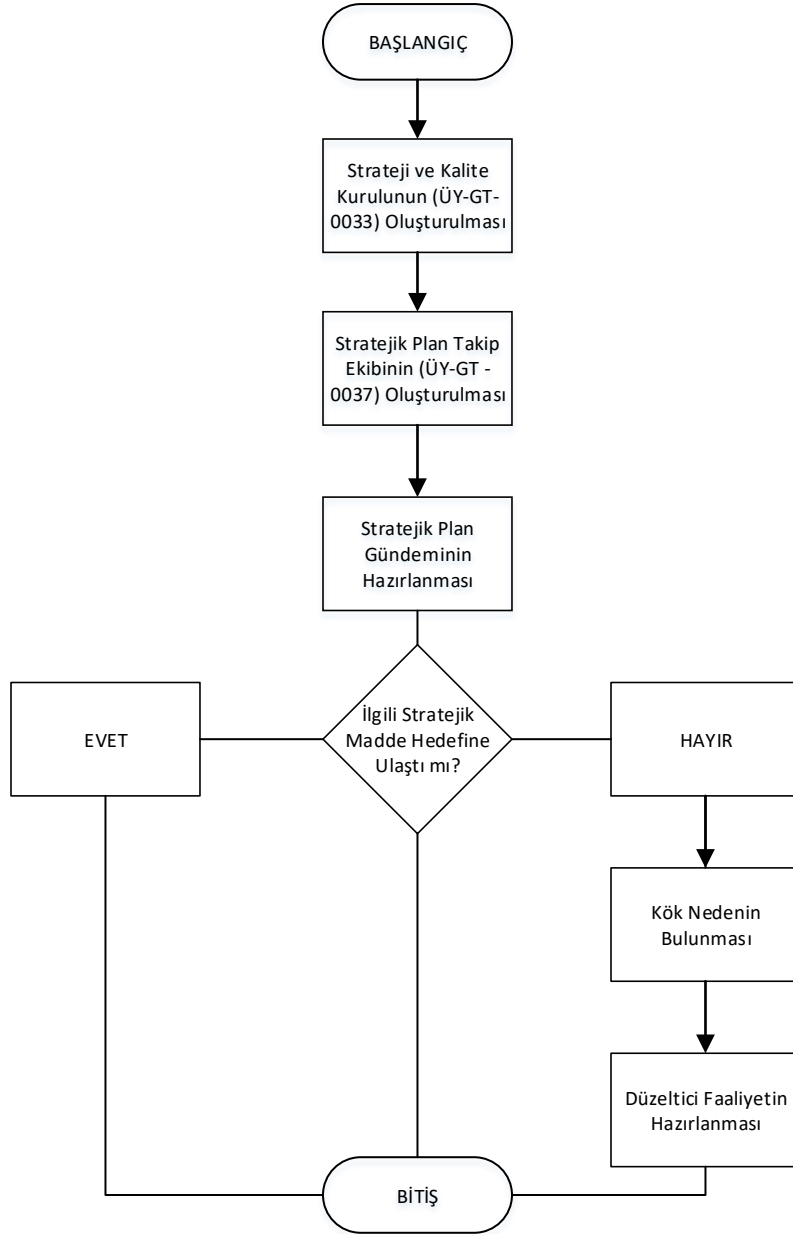 BAŞLANGIÇ
Strateji ve Kalite
Kurulunun (ÜY-GT-
0033) Oluşturulması
Stratejik Plan Takip
Ekibinin (ÜY-GT -
0037) Oluşturulması
Stratejik Plan
Gündeminin
Hazırlanması
İlgili Stratejik
Madde Hedefine
Ulaştı mı?
EVET
HAYIR
Kök Nedenin
Bulunması
Düzeltici Faaliyetin
Hazırlanması
BİTİŞ